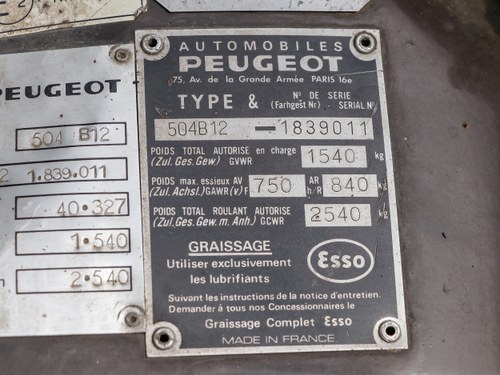 2
PEUGEOT
504 B12
2 1.839.011
40·327
1·540
2·540
AUTOMOBILES
PEUGEOT
75, Av. de la Grande Armée PARIS 16e
TYPE & N° DE SÉRIE
(Farhgest Nr) SERIAL N°
504B12 —1839011
POIDS TOTAL AUTORISE en charge
(Zul. Ges. Gew.) GVWR 1540 kg
POIDS max. essieux AV
(Zul. Achsl.) GAWR (v)F 750 AR
h/R 840 kg
POIDS TOTAL ROULANT AUTORISE
(Zul. Ges. Gew. m. Anh.) GCWR 2540 kg
GRAISSAGE
Utiliser exclusivement
les lubrifiants
Esso
Suivant les instructions de la notice d'entretien.
Demander à tous nos Concessionnaires le
Graissage Complet Esso
MADE IN FRANCE